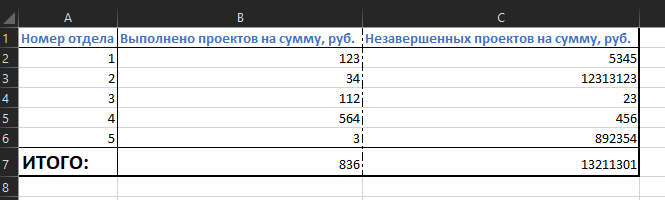 A B C
1 Номер отдела Выполнено проектов на сумму, руб. Незавершенных проектов на сумму, руб.
2 1 123 5345
3 2 34 12313123
4 3 112 23
5 4 564 456
6 5 3 892354
7 ИТОГО: 836 13211301
8